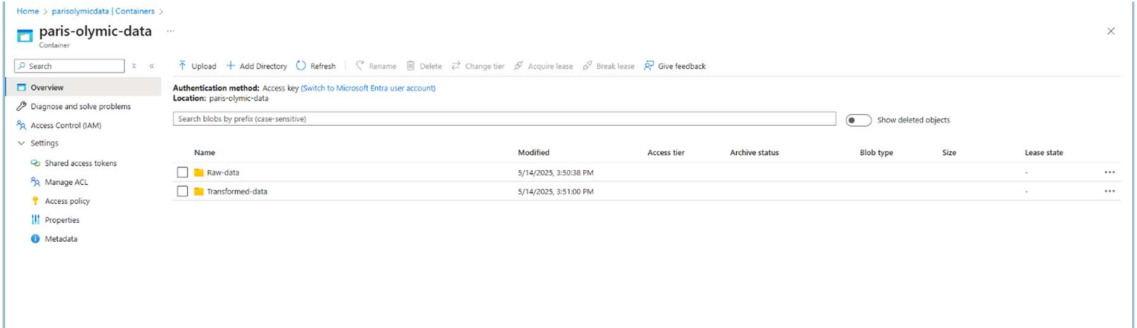 Home > parisolymicdata | Containers >
paris-olymic-data ...
Container
Search
Upload Add Directory Refresh Rename Delete Change tier Acquire lease Break lease Give feedback
Overview
Diagnose and solve problems
Access Control (IAM)
Settings
Shared access tokens
Manage ACL
Access policy
Properties
Metadata
Authentication method: Access key (Switch to Microsoft Entra user account)
Location: paris-olymic-data
Search blobs by prefix (case-sensitive)
Show deleted objects
Name Modified Access tier Archive status Blob type Size Lease state
Raw-data 5/14/2025, 3:50:38 PM - ...
Transformed-data 5/14/2025, 3:51:00 PM - ...